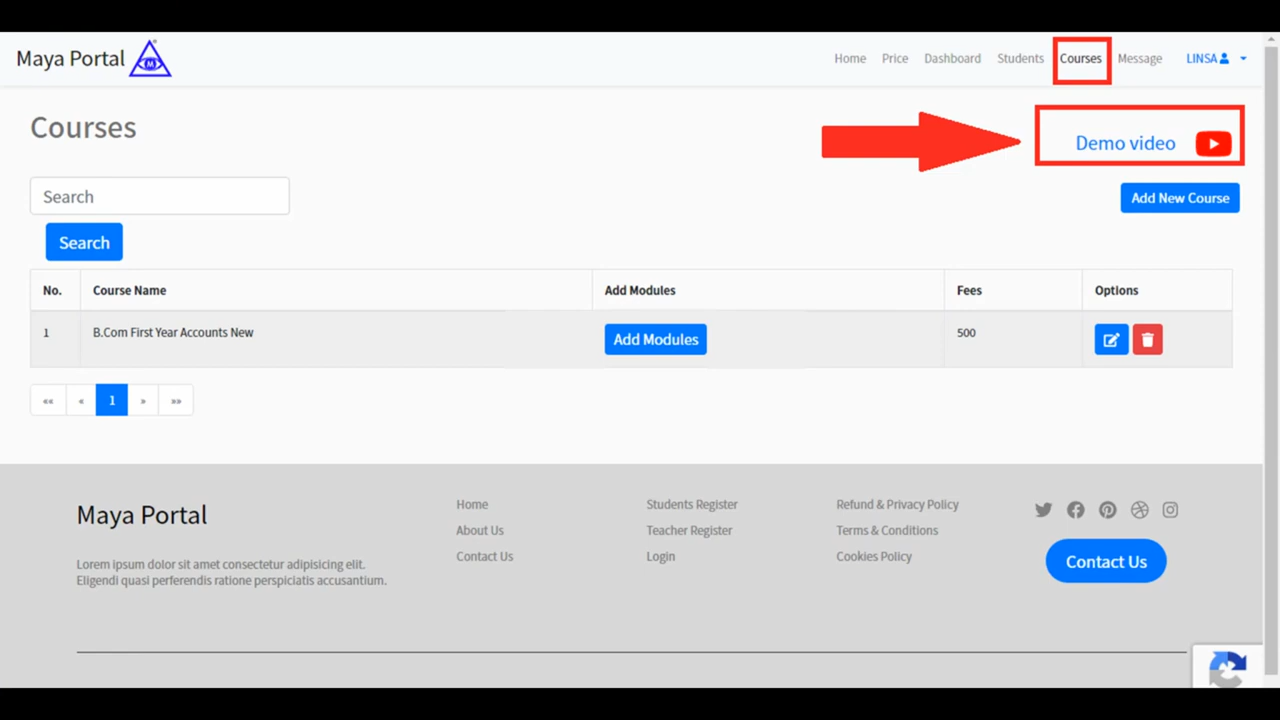 Maya Portal
Home Price Dashboard Students Courses Message LINSA
Courses
Demo video
Search
Add New Course
Search
No. Course Name Add Modules Fees Options
1 B.Com First Year Accounts New Add Modules 500
«« « 1 » »»
Maya Portal
Lorem ipsum dolor sit amet consectetur adipisicing elit.
Eligendi quasi perferendis ratione perspiciatis accusantium.
Home
About Us
Contact Us
Students Register
Teacher Register
Login
Refund & Privacy Policy
Terms & Conditions
Cookies Policy
Contact Us